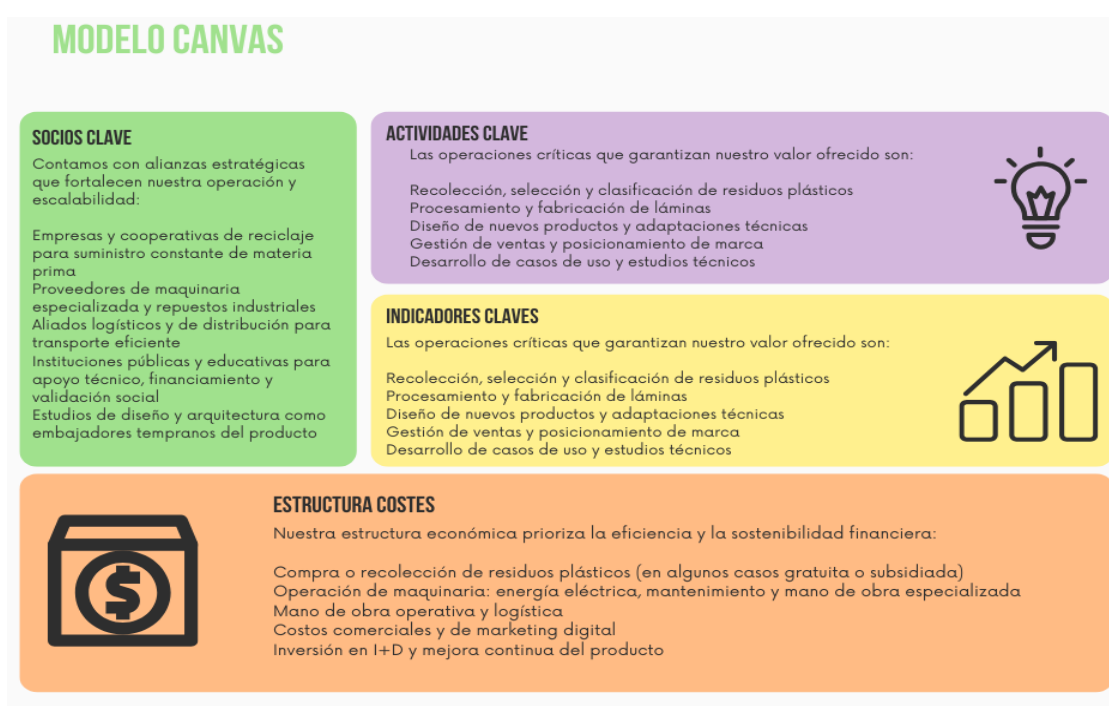 MODELO CANVAS
SOCIOS CLAVE
Contamos con alianzas estratégicas
que fortalecen nuestra operación y
escalabilidad:
Empresas y cooperativas de reciclaje
para suministro constante de materia
prima
Proveedores de maquinaria
especializada y repuestos industriales
Aliados logísticos y de distribución para
transporte eficiente
Instituciones públicas y educativas para
apoyo técnico, financiamiento y
validación social
Estudios de diseño y arquitectura como
embajadores tempranos del producto
ACTIVIDADES CLAVE
Las operaciones críticas que garantizan nuestro valor ofrecido son:
Recolección, selección y clasificación de residuos plásticos
Procesamiento y fabricación de láminas
Diseño de nuevos productos y adaptaciones técnicas
Gestión de ventas y posicionamiento de marca
Desarrollo de casos de uso y estudios técnicos
INDICADORES CLAVES
Las operaciones críticas que garantizan nuestro valor ofrecido son:
Recolección, selección y clasificación de residuos plásticos
Procesamiento y fabricación de láminas
Diseño de nuevos productos y adaptaciones técnicas
Gestión de ventas y posicionamiento de marca
Desarrollo de casos de uso y estudios técnicos
$
ESTRUCTURA COSTES
Nuestra estructura económica prioriza la eficiencia y la sostenibilidad financiera:
Compra o recolección de residuos plásticos (en algunos casos gratuita o subsidiada)
Operación de maquinaria: energía eléctrica, mantenimiento y mano de obra especializada
Mano de obra operativa y logística
Costos comerciales y de marketing digital
Inversión en I+D y mejora continua del producto